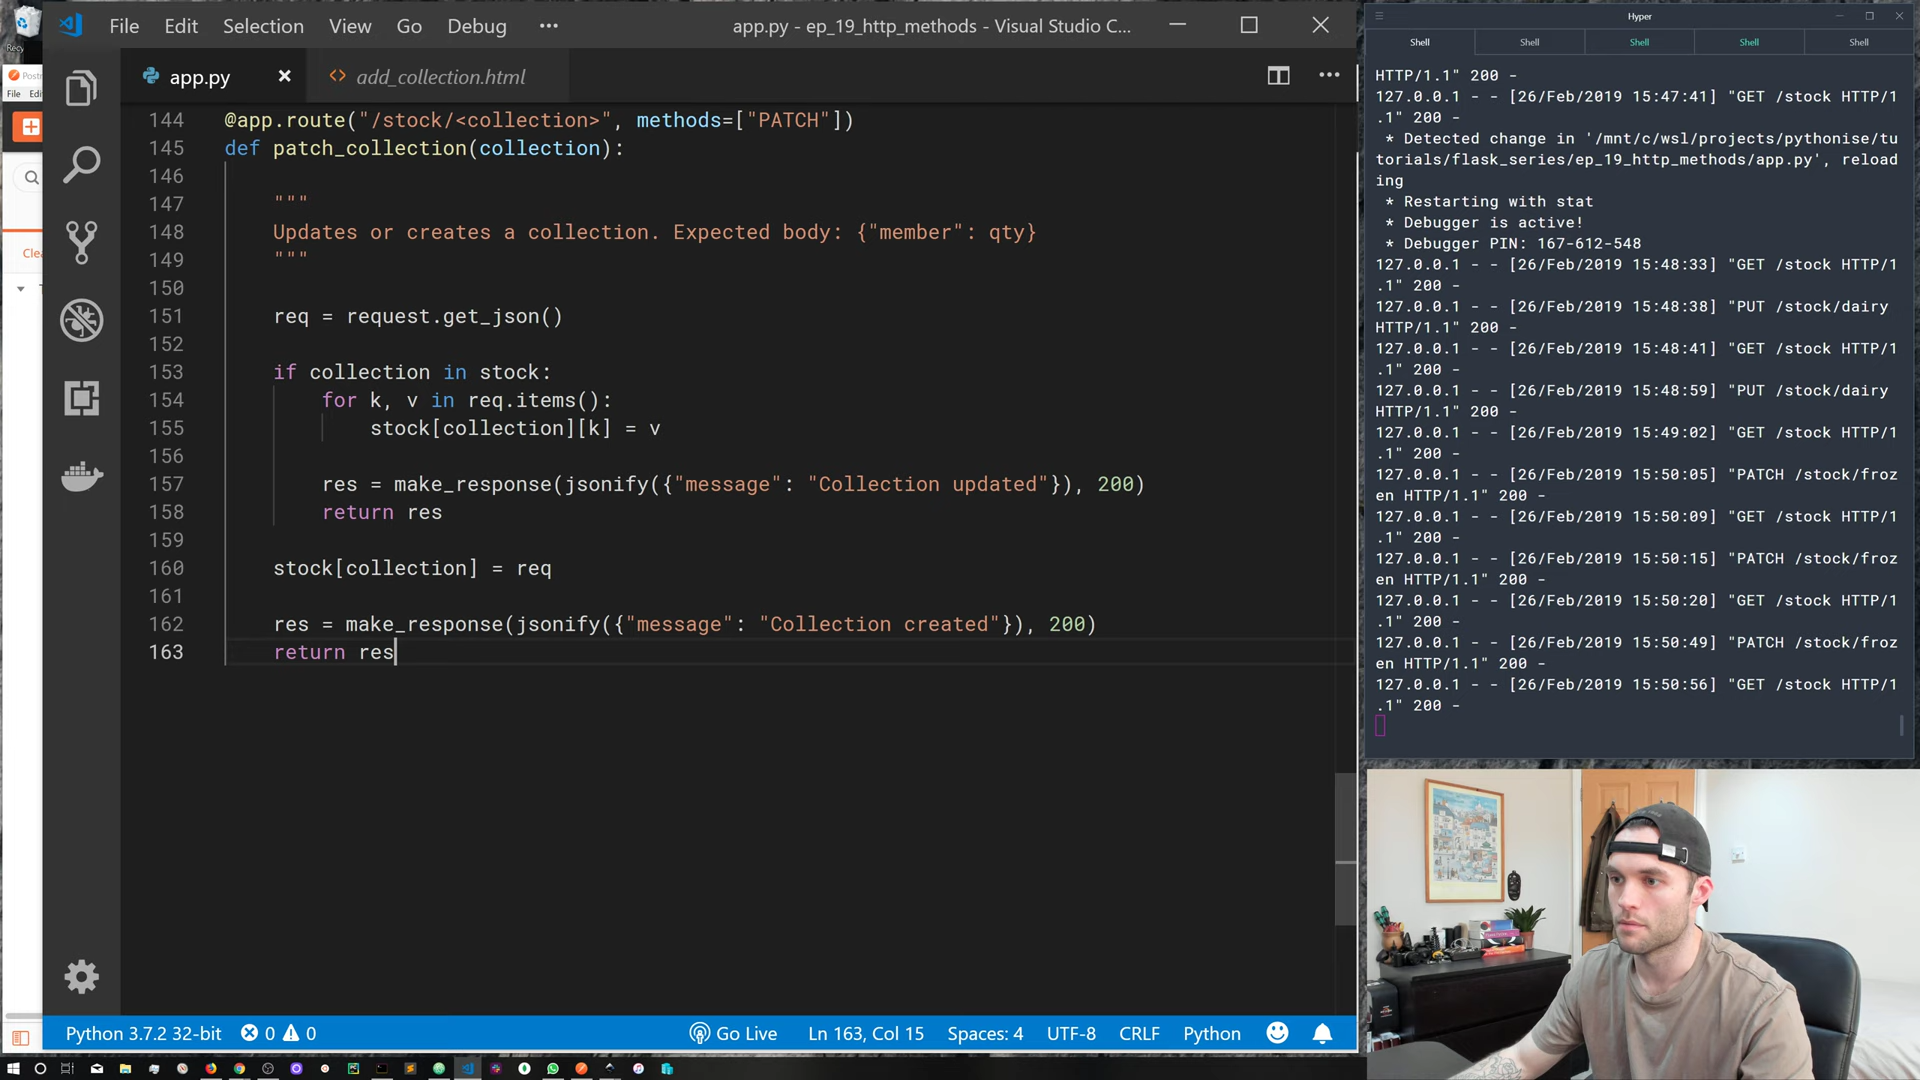 File Edit Selection View Go Debug ··· app.py - ep_19_http_methods - Visual Studio C...
app.py add_collection.html ···
144 @app.route("/stock/<collection>", methods=["PATCH"])
145 def patch_collection(collection):
146
147 """
148 Updates or creates a collection. Expected body: {"member": qty}
149 """
150
151 req = request.get_json()
152
153 if collection in stock:
154 for k, v in req.items():
155 stock[collection][k] = v
156
157 res = make_response(jsonify({"message": "Collection updated"}), 200)
158 return res
159
160 stock[collection] = req
161
162 res = make_response(jsonify({"message": "Collection created"}), 200)
163 return res
Python 3.7.2 32-bit 0 0 Go Live Ln 163, Col 15 Spaces: 4 UTF-8 CRLF Python
File Edi
Clea
Hyper
Shell Shell Shell Shell Shell
HTTP/1.1" 200 -
127.0.0.1 - - [26/Feb/2019 15:47:41] "GET /stock HTTP/1
.1" 200 -
* Detected change in '/mnt/c/wsl/projects/pythonise/tu
torials/flask_series/ep_19_http_methods/app.py', reload
ing
* Restarting with stat
* Debugger is active!
* Debugger PIN: 167-612-548
127.0.0.1 - - [26/Feb/2019 15:48:33] "GET /stock HTTP/1
.1" 200 -
127.0.0.1 - - [26/Feb/2019 15:48:38] "PUT /stock/dairy
HTTP/1.1" 200 -
127.0.0.1 - - [26/Feb/2019 15:48:41] "GET /stock HTTP/1
.1" 200 -
127.0.0.1 - - [26/Feb/2019 15:48:59] "PUT /stock/dairy
HTTP/1.1" 200 -
127.0.0.1 - - [26/Feb/2019 15:49:02] "GET /stock HTTP/1
.1" 200 -
127.0.0.1 - - [26/Feb/2019 15:50:05] "PATCH /stock/froz
en HTTP/1.1" 200 -
127.0.0.1 - - [26/Feb/2019 15:50:09] "GET /stock HTTP/1
.1" 200 -
127.0.0.1 - - [26/Feb/2019 15:50:15] "PATCH /stock/froz
en HTTP/1.1" 200 -
127.0.0.1 - - [26/Feb/2019 15:50:20] "GET /stock HTTP/1
.1" 200 -
127.0.0.1 - - [26/Feb/2019 15:50:49] "PATCH /stock/froz
en HTTP/1.1" 200 -
127.0.0.1 - - [26/Feb/2019 15:50:56] "GET /stock HTTP/1
.1" 200 -